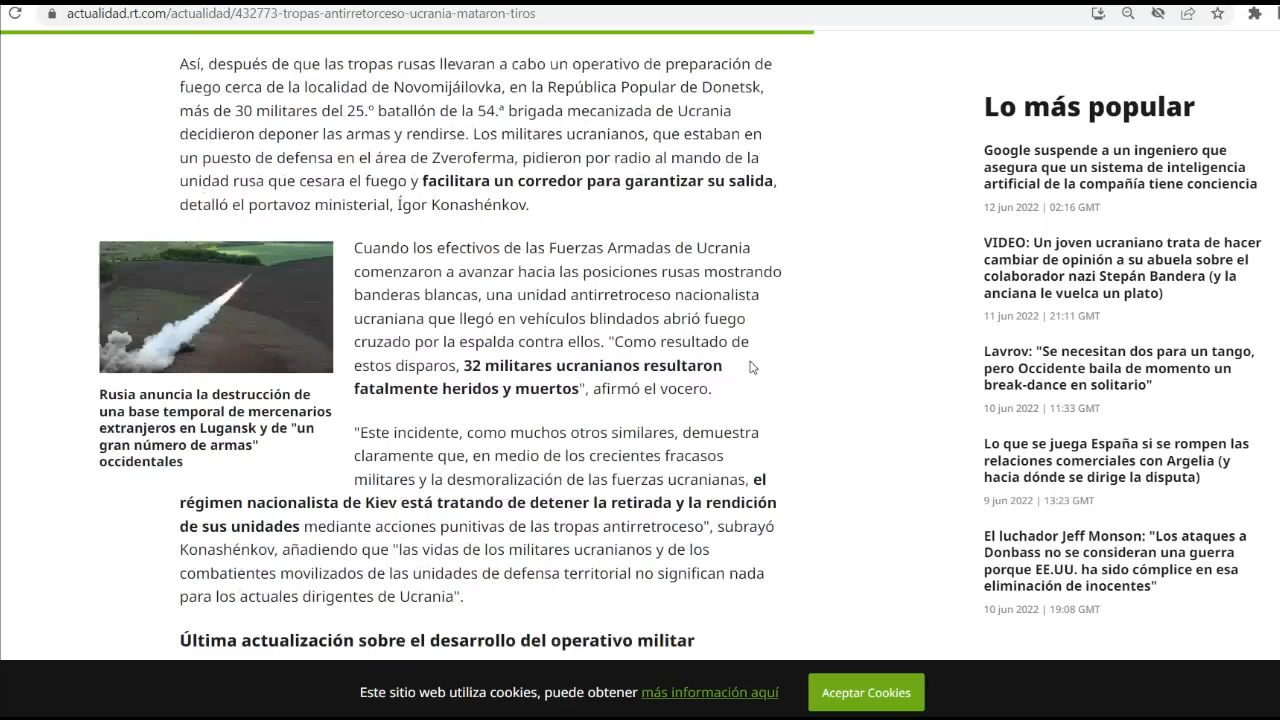 actualidad.rt.com/actualidad/432773-tropas-antirretorceso-ucrania-mataron-tiros
Así, después de que las tropas rusas llevaran a cabo un operativo de preparación de
fuego cerca de la localidad de Novomijáilovka, en la República Popular de Donetsk,
más de 30 militares del 25.º batallón de la 54.ª brigada mecanizada de Ucrania
decidieron deponer las armas y rendirse. Los militares ucranianos, que estaban en
un puesto de defensa en el área de Zveroferma, pidieron por radio al mando de la
unidad rusa que cesara el fuego y facilitara un corredor para garantizar su salida,
detalló el portavoz ministerial, Ígor Konashénkov.
Cuando los efectivos de las Fuerzas Armadas de Ucrania
comenzaron a avanzar hacia las posiciones rusas mostrando
banderas blancas, una unidad antirretroceso nacionalista
ucraniana que llegó en vehículos blindados abrió fuego
cruzado por la espalda contra ellos. "Como resultado de
estos disparos, 32 militares ucranianos resultaron
fatalmente heridos y muertos", afirmó el vocero.
Rusia anuncia la destrucción de
una base temporal de mercenarios
extranjeros en Lugansk y de "un
gran número de armas"
occidentales
"Este incidente, como muchos otros similares, demuestra
claramente que, en medio de los crecientes fracasos
militares y la desmoralización de las fuerzas ucranianas, el
régimen nacionalista de Kiev está tratando de detener la retirada y la rendición
de sus unidades mediante acciones punitivas de las tropas antirretroceso", subrayó
Konashénkov, añadiendo que "las vidas de los militares ucranianos y de los
combatientes movilizados de las unidades de defensa territorial no significan nada
para los actuales dirigentes de Ucrania".
Última actualización sobre el desarrollo del operativo militar
Lo más popular
Google suspende a un ingeniero que
asegura que un sistema de inteligencia
artificial de la compañía tiene conciencia
12 jun 2022 | 02:16 GMT
VIDEO: Un joven ucraniano trata de hacer
cambiar de opinión a su abuela sobre el
colaborador nazi Stepán Bandera (y la
anciana le vuelca un plato)
11 jun 2022 | 21:11 GMT
Lavrov: "Se necesitan dos para un tango,
pero Occidente baila de momento un
break-dance en solitario"
10 jun 2022 | 11:33 GMT
Lo que se juega España si se rompen las
relaciones comerciales con Argelia (y
hacia dónde se dirige la disputa)
9 jun 2022 | 13:23 GMT
El luchador Jeff Monson: "Los ataques a
Donbass no se consideran una guerra
porque EE.UU. ha sido cómplice en esa
eliminación de inocentes"
10 jun 2022 | 19:08 GMT
Este sitio web utiliza cookies, puede obtener más información aquí
Aceptar Cookies